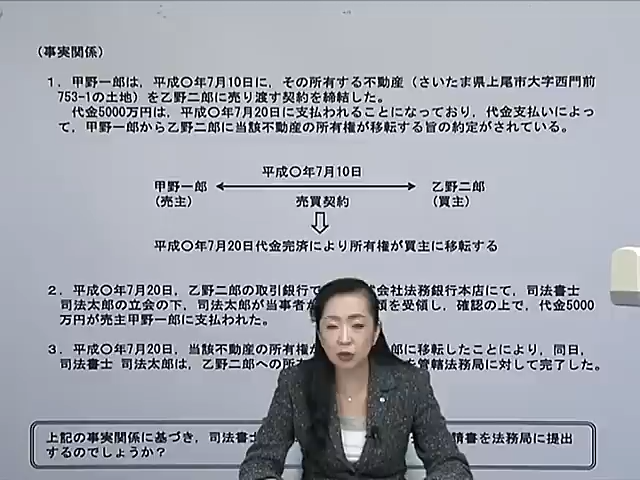 (事実関係)
1．甲野一郎は，平成〇年7月10日に，その所有する不動産（さいたま県上尾市大字西門前
753-1の土地）を乙野二郎に売り渡す契約を締結した。
代金5000万円は，平成〇年7月20日に支払われることになっており，代金支払いによっ
て，甲野一郎から乙野二郎に当該不動産の所有権が移転する旨の約定がされている。
平成〇年7月10日
甲野一郎 乙野二郎
(売主) 売買契約 (買主)
平成〇年7月20日代金完済により所有権が買主に移転する
2．平成〇年7月20日，乙野二郎の取引銀行で 式会社法務銀行本店にて，司法書士
司法太郎の立会の下，司法太郎が当事者か 類を受領し，確認の上で，代金5000
万円が売主甲野一郎に支払われた。
3．平成〇年7月20日，当該不動産の所有権が 郎に移転したことにより，同日，
司法書士 司法太郎は，乙野二郎への所有 を管轄法務局に対して完了した。
上記の事実関係に基づき，司法書士 請書を法務局に提出
するのでしょうか？